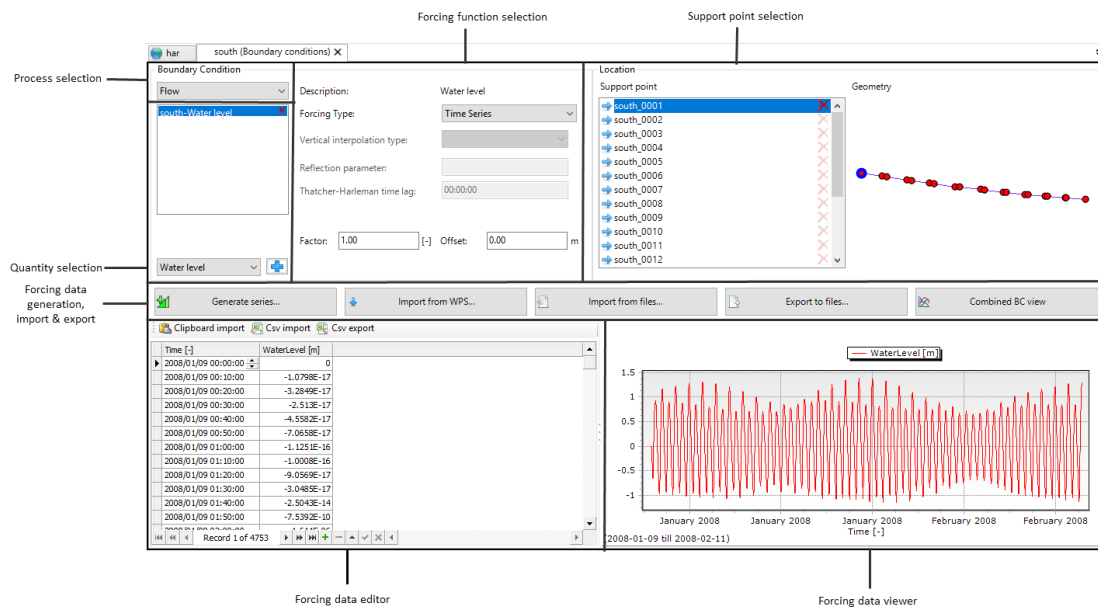 Forcing function selection
Support point selection
har
south (Boundary conditions)
Process selection
Boundary Condition
Flow
south-Water level
Description:
Water level
Forcing Type:
Time Series
Vertical interpolation type:
Reflection parameter:
Thatcher-Harleman time lag:
00:00:00
Factor:
1.00
[-]
Offset:
0.00
m
Location
Support point
Geometry
south_0001
south_0002
south_0003
south_0004
south_0005
south_0006
south_0007
south_0008
south_0009
south_0010
south_0011
south_0012
Quantity selection
Water level
Forcing data
generation,
import & export
Generate series...
Import from WPS...
Import from files...
Export to files...
Combined BC view
Clipboard import
Csv import
Csv export
Time [-]
WaterLevel [m]
2008/01/09 00:00:00 0
2008/01/09 00:10:00 -1.0798E-17
2008/01/09 00:20:00 -3.2849E-17
2008/01/09 00:30:00 -2.513E-17
2008/01/09 00:40:00 -4.5582E-17
2008/01/09 00:50:00 -7.0658E-17
2008/01/09 01:00:00 -1.1251E-16
2008/01/09 01:10:00 -1.0008E-16
2008/01/09 01:20:00 -9.0569E-17
2008/01/09 01:30:00 -3.0485E-17
2008/01/09 01:40:00 -2.5043E-14
2008/01/09 01:50:00 -7.5392E-10
Record 1 of 4753
WaterLevel [m]
1.5
1
0.5
0
-0.5
-1
January 2008
January 2008
January 2008
February 2008
February 2008
Time [-]
(2008-01-09 till 2008-02-11)
Forcing data editor
Forcing data viewer